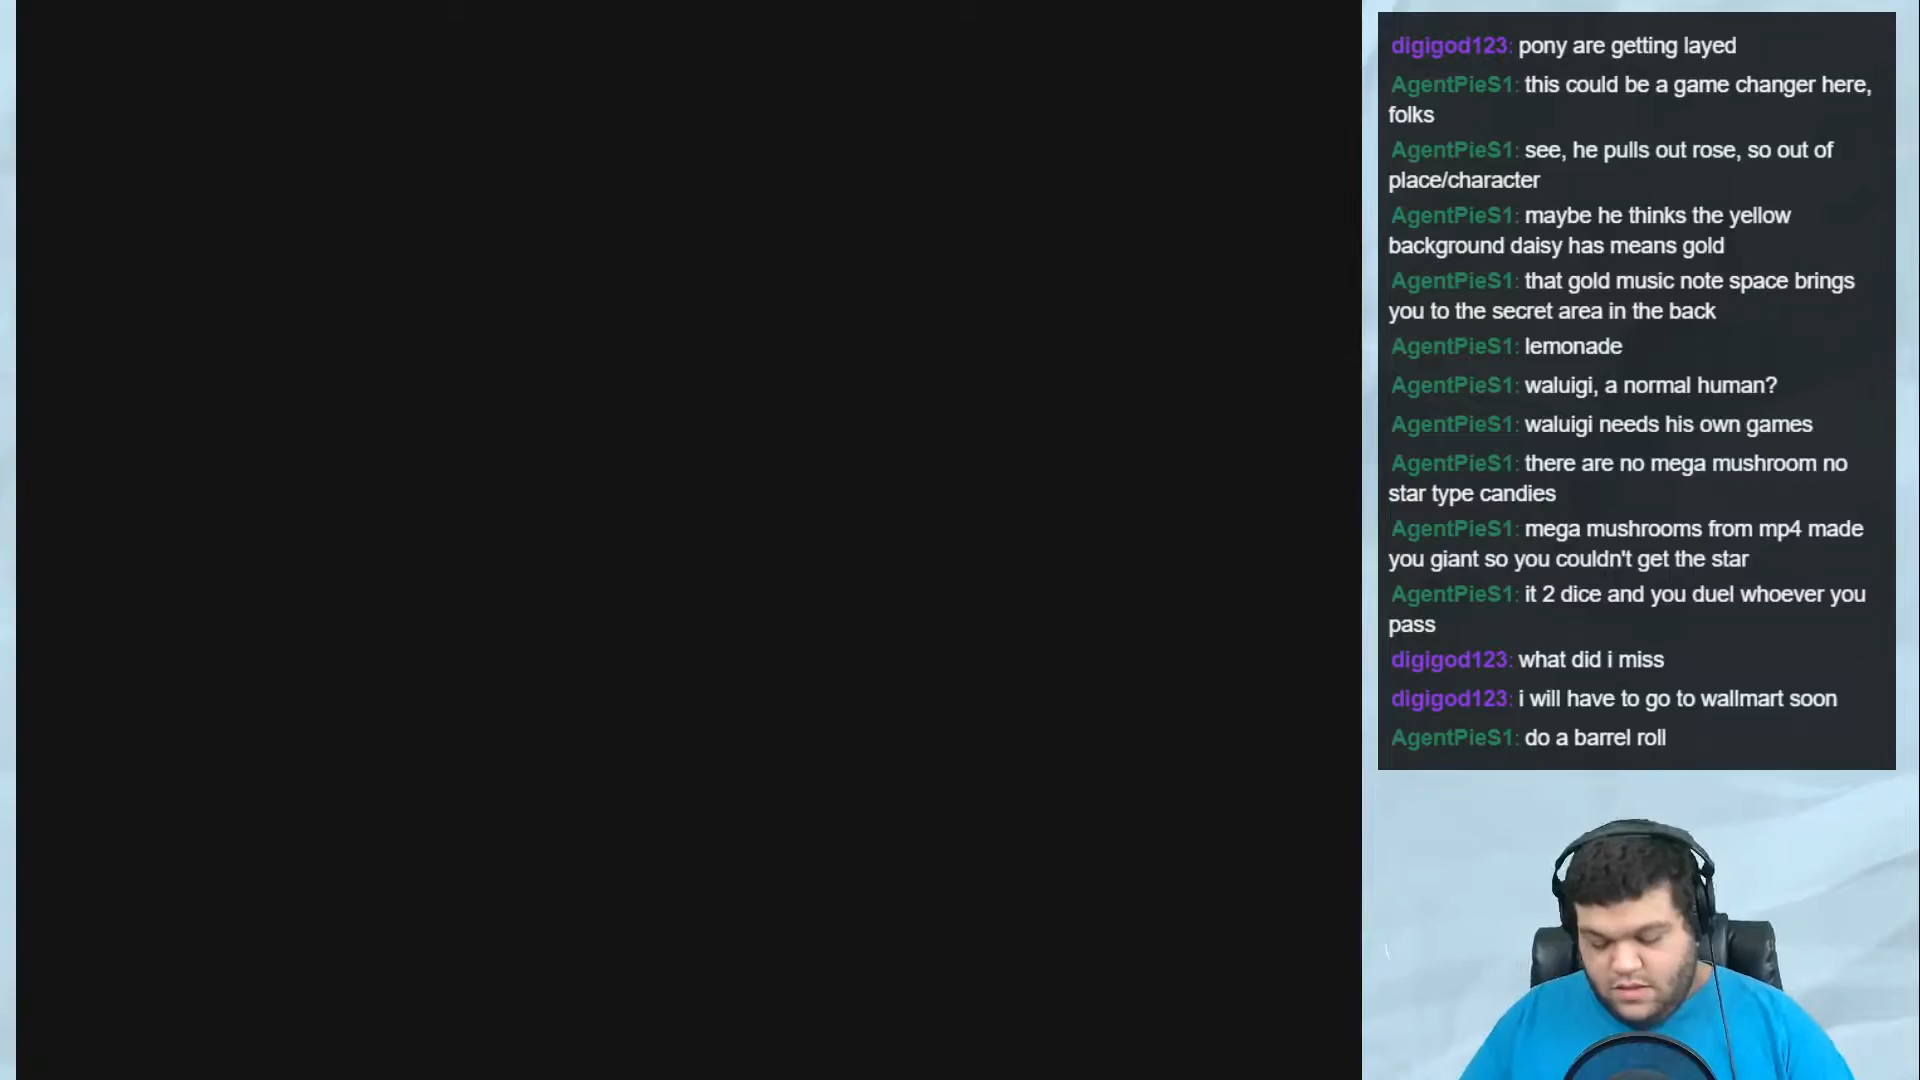 digigod123: pony are getting layed
AgentPieS1: this could be a game changer here,
folks
AgentPieS1: see, he pulls out rose, so out of
place/character
AgentPieS1: maybe he thinks the yellow
background daisy has means gold
AgentPieS1: that gold music note space brings
you to the secret area in the back
AgentPieS1: lemonade
AgentPieS1: waluigi, a normal human?
AgentPieS1: waluigi needs his own games
AgentPieS1: there are no mega mushroom no
star type candies
AgentPieS1: mega mushrooms from mp4 made
you giant so you couldn't get the star
AgentPieS1: it 2 dice and you duel whoever you
pass
digigod123: what did i miss
digigod123: i will have to go to wallmart soon
AgentPieS1: do a barrel roll